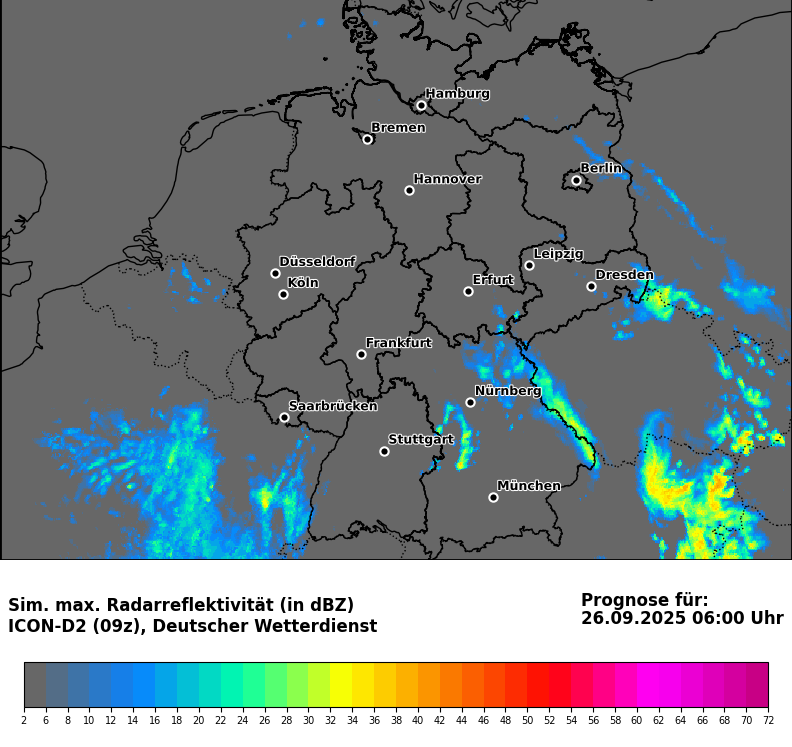 Hamburg
Bremen
Berlin
Hannover
Leipzig
Düsseldorf
Dresden
Köln
Erfurt
Frankfurt
Nürnberg
Saarbrücken
Stuttgart
München
Sim. max. Radarreflektivität (in dBZ)
ICON-D2 (09z), Deutscher Wetterdienst
Prognose für:
26.09.2025 06:00 Uhr
2 6 8 10 12 14 16 18 20 22 24 26 28 30 32 34 36 38 40 42 44 46 48 50 52 54 56 58 60 62 64 66 68 70 72